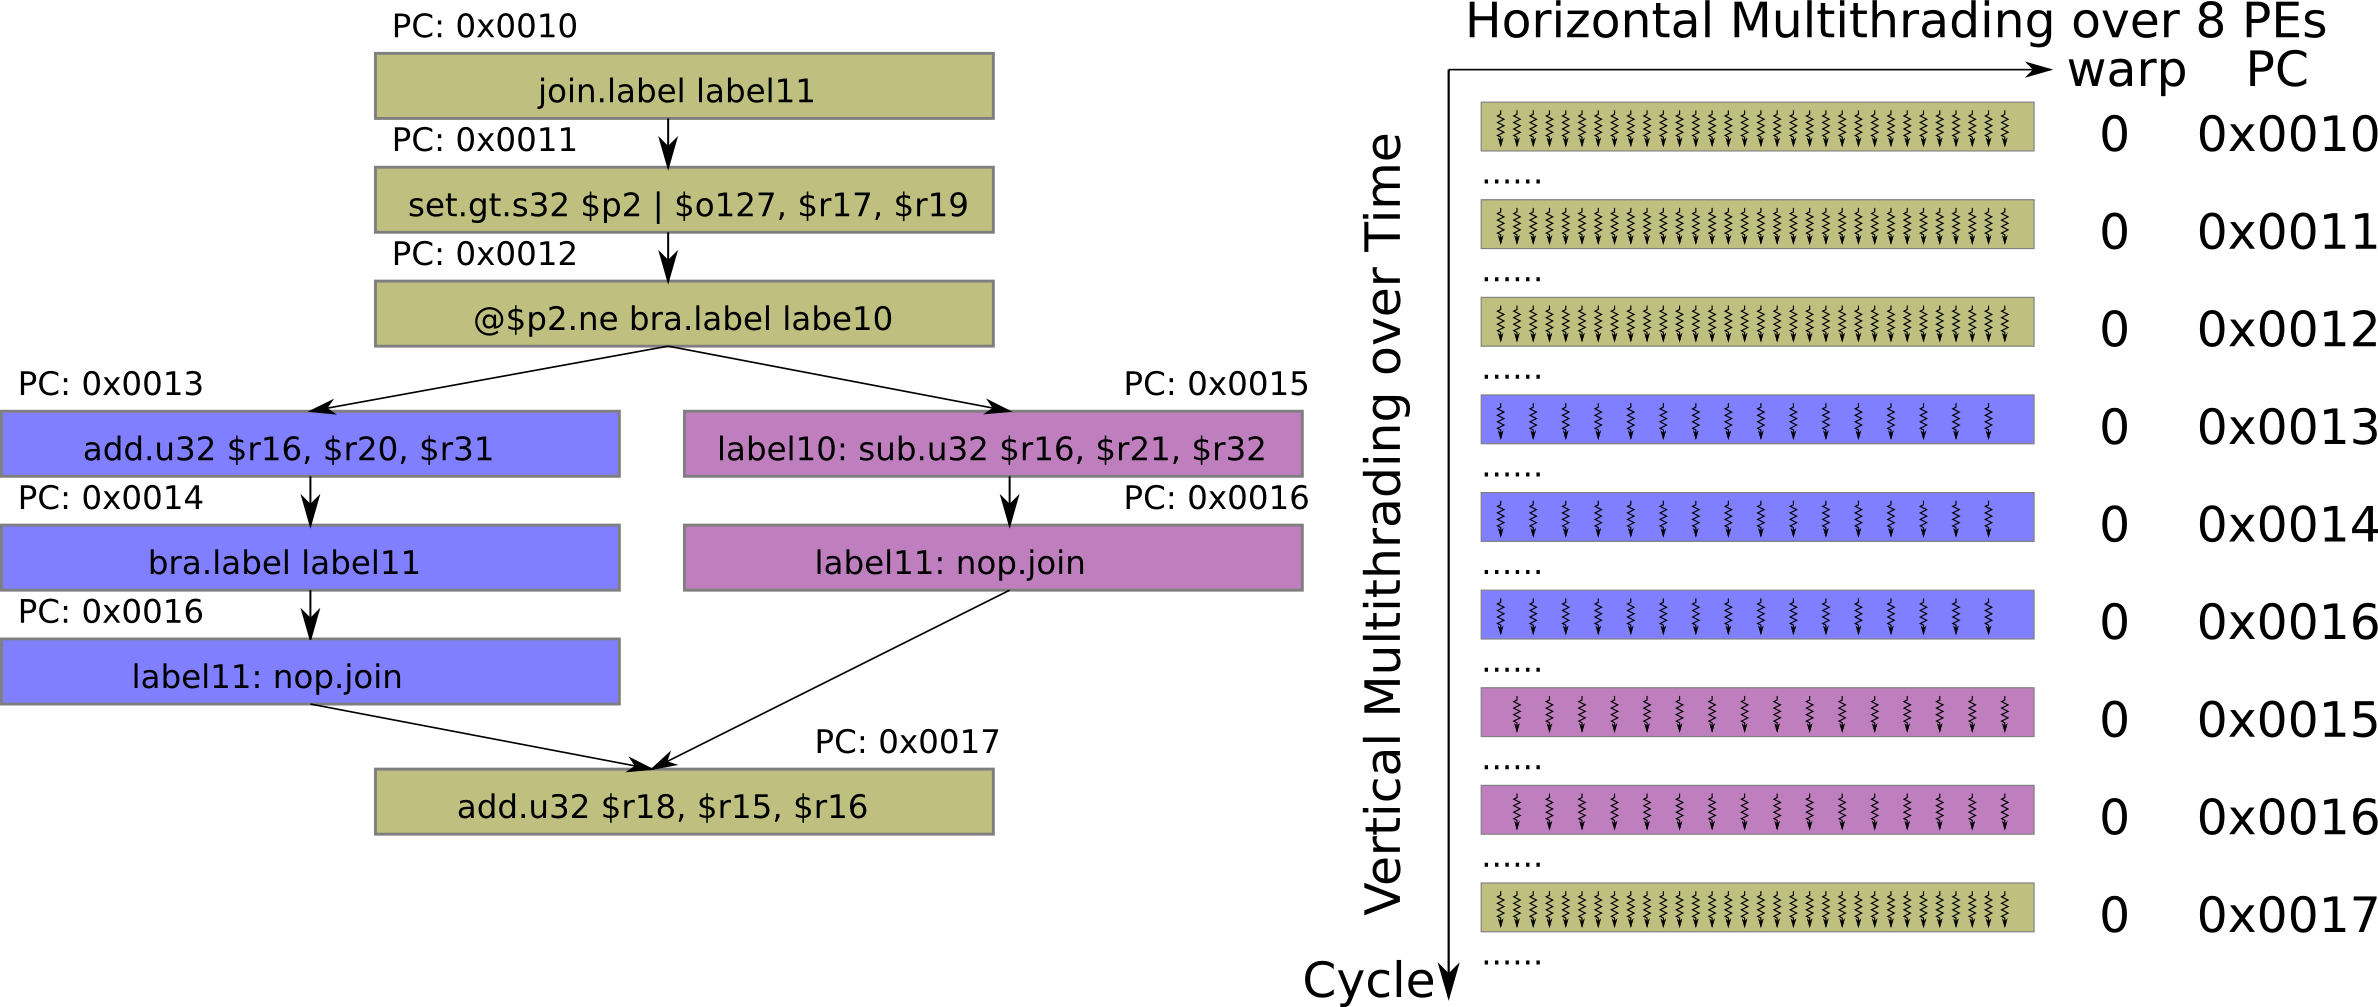 PC: 0x0010
join.label label11
PC: 0x0011
set.gt.s32 $p2 | $o127, $r17, $r19
PC: 0x0012
@$p2.ne bra.label labe10
PC: 0x0013
add.u32 $r16, $r20, $r31
PC: 0x0014
bra.label label11
PC: 0x0016
label11: nop.join
PC: 0x0015
label10: sub.u32 $r16, $r21, $r32
PC: 0x0016
label11: nop.join
PC: 0x0017
add.u32 $r18, $r15, $r16
Horizontal Multithrading over 8 PEs
warp PC
Vertical Multithrading over Time
0 0x0010
......
0 0x0011
......
0 0x0012
......
0 0x0013
......
0 0x0014
......
0 0x0016
......
0 0x0015
......
0 0x0016
......
0 0x0017
......
Cycle